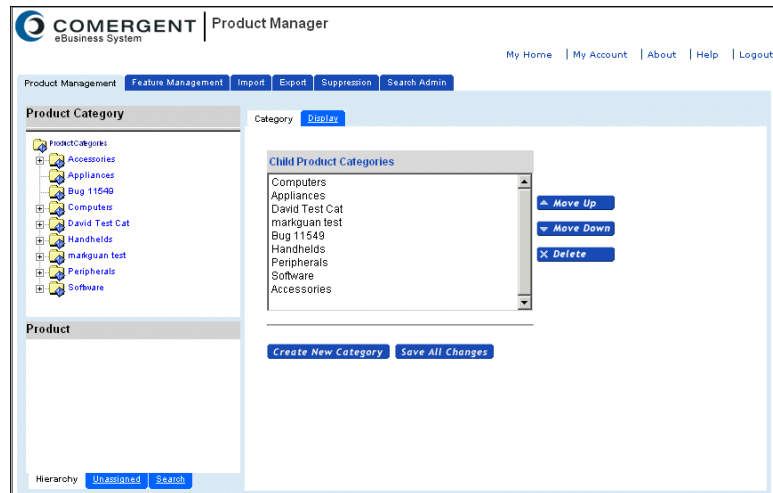 COMERGENT
eBusiness System
Product Manager
My Home | My Account | About | Help | Logout
Product Management Feature Management Import Export Suppression Search Admin
Product Category
Product Categories
Accessories
Appliances
Bug 11549
Computers
David Test Cat
Handhelds
markguan test
Peripherals
Software
Product
Hierarchy Unassigned Search
Category Display
Child Product Categories
Computers
Appliances
David Test Cat
markguan test
Bug 11549
Handhelds
Peripherals
Software
Accessories
Move Up
Move Down
X Delete
Create New Category Save All Changes